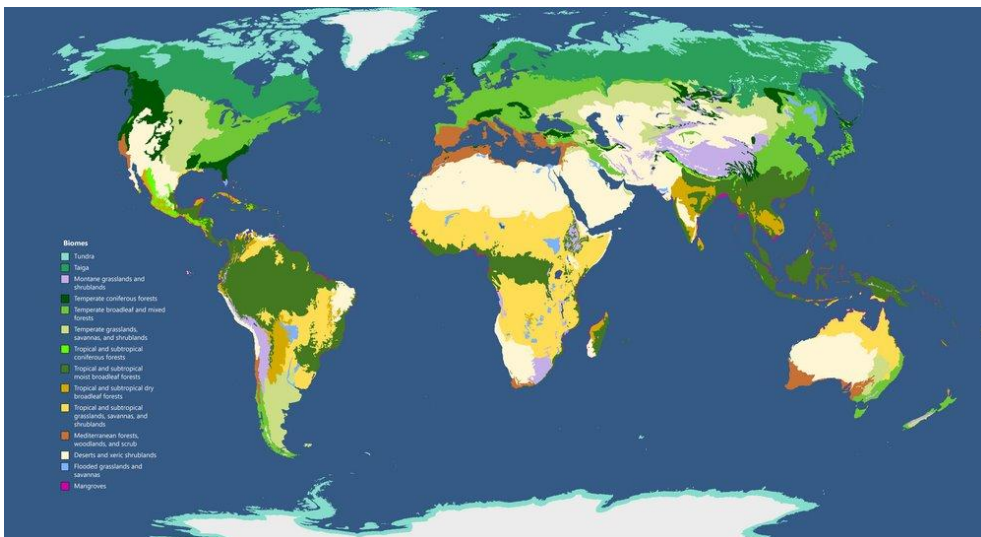 Biomes
Tundra
Taiga
Montane grasslands and
shrublands
Temperate coniferous forests
Temperate broadleaf and mixed
forests
Temperate grasslands,
savannas, and shrublands
Tropical and subtropical
coniferous forests
Tropical and subtropical
moist broadleaf forests
Tropical and subtropical dry
broadleaf forests
Tropical and subtropical
grasslands, savannas, and
shrublands
Mediterranean forests,
woodlands, and scrub
Deserts and xeric shrublands
Flooded grasslands and
savannas
Mangroves